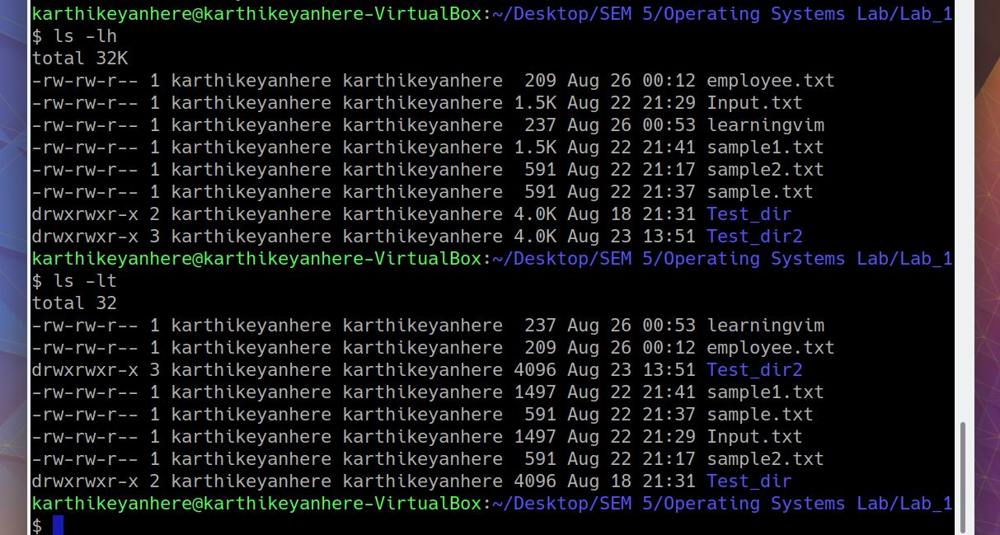 karthikeyanhere@karthikeyanhere-VirtualBox:~/Desktop/SEM 5/Operating Systems Lab/Lab_1
$ ls -lh
total 32K
-rw-rw-r-- 1 karthikeyanhere karthikeyanhere  209 Aug 26 00:12 employee.txt
-rw-rw-r-- 1 karthikeyanhere karthikeyanhere 1.5K Aug 22 21:29 Input.txt
-rw-rw-r-- 1 karthikeyanhere karthikeyanhere  237 Aug 26 00:53 learningvim
-rw-rw-r-- 1 karthikeyanhere karthikeyanhere 1.5K Aug 22 21:41 sample1.txt
-rw-rw-r-- 1 karthikeyanhere karthikeyanhere  591 Aug 22 21:17 sample2.txt
-rw-rw-r-- 1 karthikeyanhere karthikeyanhere  591 Aug 22 21:37 sample.txt
drwxrwxr-x 2 karthikeyanhere karthikeyanhere 4.0K Aug 18 21:31 Test_dir
drwxrwxr-x 3 karthikeyanhere karthikeyanhere 4.0K Aug 23 13:51 Test_dir2
karthikeyanhere@karthikeyanhere-VirtualBox:~/Desktop/SEM 5/Operating Systems Lab/Lab_1
$ ls -lt
total 32
-rw-rw-r-- 1 karthikeyanhere karthikeyanhere  237 Aug 26 00:53 learningvim
-rw-rw-r-- 1 karthikeyanhere karthikeyanhere  209 Aug 26 00:12 employee.txt
drwxrwxr-x 3 karthikeyanhere karthikeyanhere 4096 Aug 23 13:51 Test_dir2
-rw-rw-r-- 1 karthikeyanhere karthikeyanhere 1497 Aug 22 21:41 sample1.txt
-rw-rw-r-- 1 karthikeyanhere karthikeyanhere  591 Aug 22 21:37 sample.txt
-rw-rw-r-- 1 karthikeyanhere karthikeyanhere 1497 Aug 22 21:29 Input.txt
-rw-rw-r-- 1 karthikeyanhere karthikeyanhere  591 Aug 22 21:17 sample2.txt
drwxrwxr-x 2 karthikeyanhere karthikeyanhere 4096 Aug 18 21:31 Test_dir
karthikeyanhere@karthikeyanhere-VirtualBox:~/Desktop/SEM 5/Operating Systems Lab/Lab_1
$